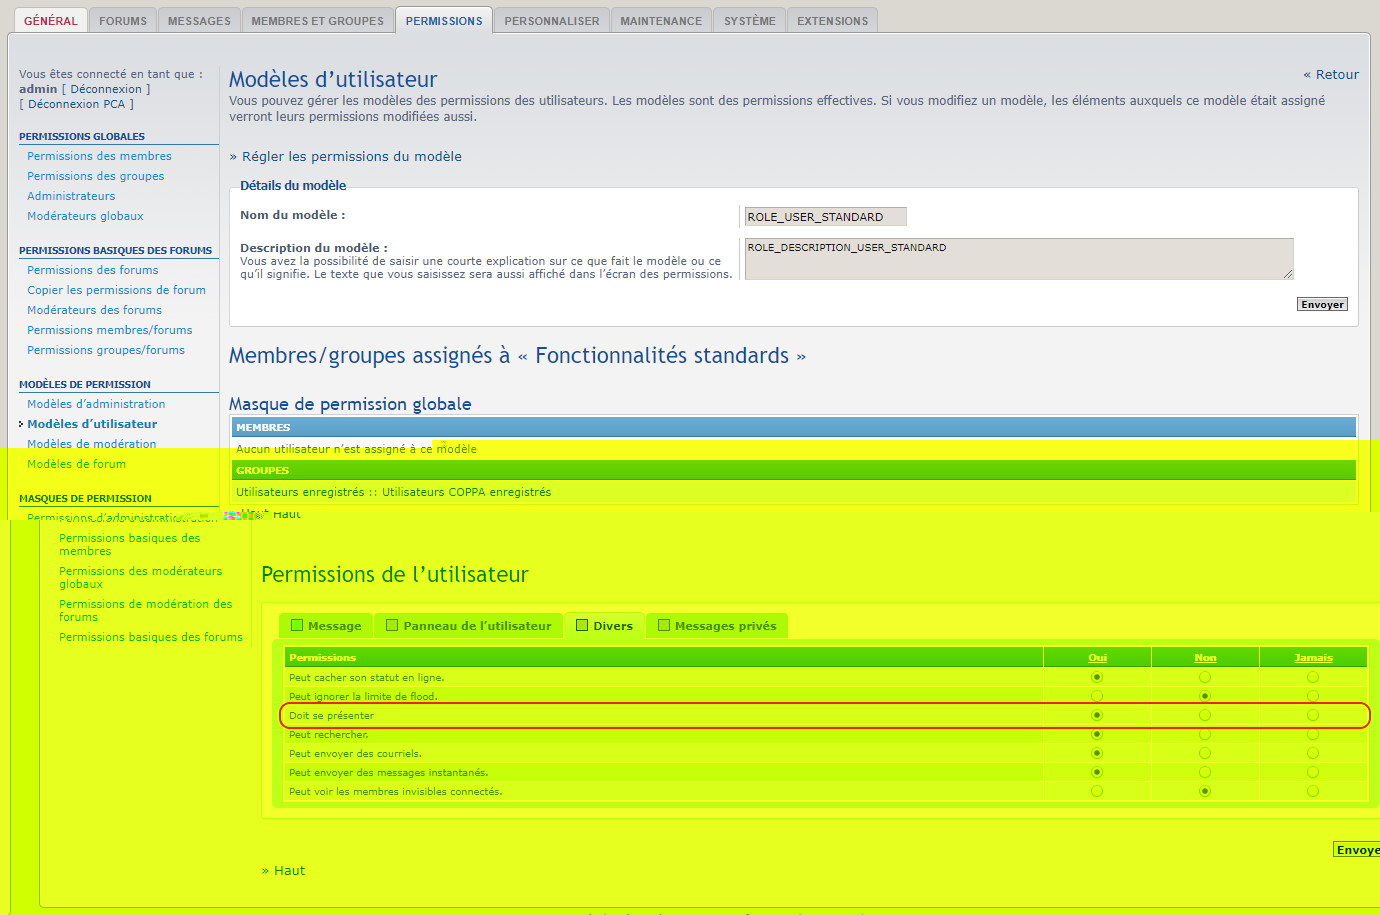 GÉNÉRAL FORUMS MESSAGES MEMBRES ET GROUPES PERMISSIONS PERSONNALISER MAINTENANCE SYSTÈME EXTENSIONS
Vous êtes connecté en tant que :
admin [ Déconnexion ]
[ Déconnexion PCA ]
PERMISSIONS GLOBALES
Permissions des membres
Permissions des groupes
Administrateurs
Modérateurs globaux
PERMISSIONS BASIQUES DES FORUMS
Permissions des forums
Copier les permissions de forum
Modérateurs des forums
Permissions membres/forums
Permissions groupes/forums
MODÈLES DE PERMISSION
Modèles d’administration
Modèles d’utilisateur
Modèles de modération
Modèles de forum
MASQUES DE PERMISSION
Permissions basiques des
membres
Permissions des modérateurs
globaux
Permissions de modération des
forums
Permissions basiques des forums
Modèles d’utilisateur
« Retour
Vous pouvez gérer les modèles des permissions des utilisateurs. Les modèles sont des permissions effectives. Si vous modifiez un modèle, les éléments auxquels ce modèle était assigné
verront leurs permissions modifiées aussi.
» Régler les permissions du modèle
Détails du modèle
Nom du modèle :
ROLE_USER_STANDARD
Description du modèle :
Vous avez la possibilité de saisir une courte explication sur ce que fait le modèle ou ce
qu’il signifie. Le texte que vous saisissez sera aussi affiché dans l’écran des permissions.
ROLE_DESCRIPTION_USER_STANDARD
Envoyer
Membres/groupes assignés à « Fonctionnalités standards »
Masque de permission globale
MEMBRES
Aucun utilisateur n’est assigné à ce modèle
GROUPES
Utilisateurs enregistrés :: Utilisateurs COPPA enregistrés
Haut
Permissions de l’utilisateur
Message Panneau de l’utilisateur Divers Messages privés
Permissions Oui Non Jamais
Peut cacher son statut en ligne.
Peut ignorer la limite de flood.
Doit se présenter
Peut rechercher.
Peut envoyer des courriels.
Peut envoyer des messages instantanés.
Peut voir les membres invisibles connectés.
Envoye
» Haut